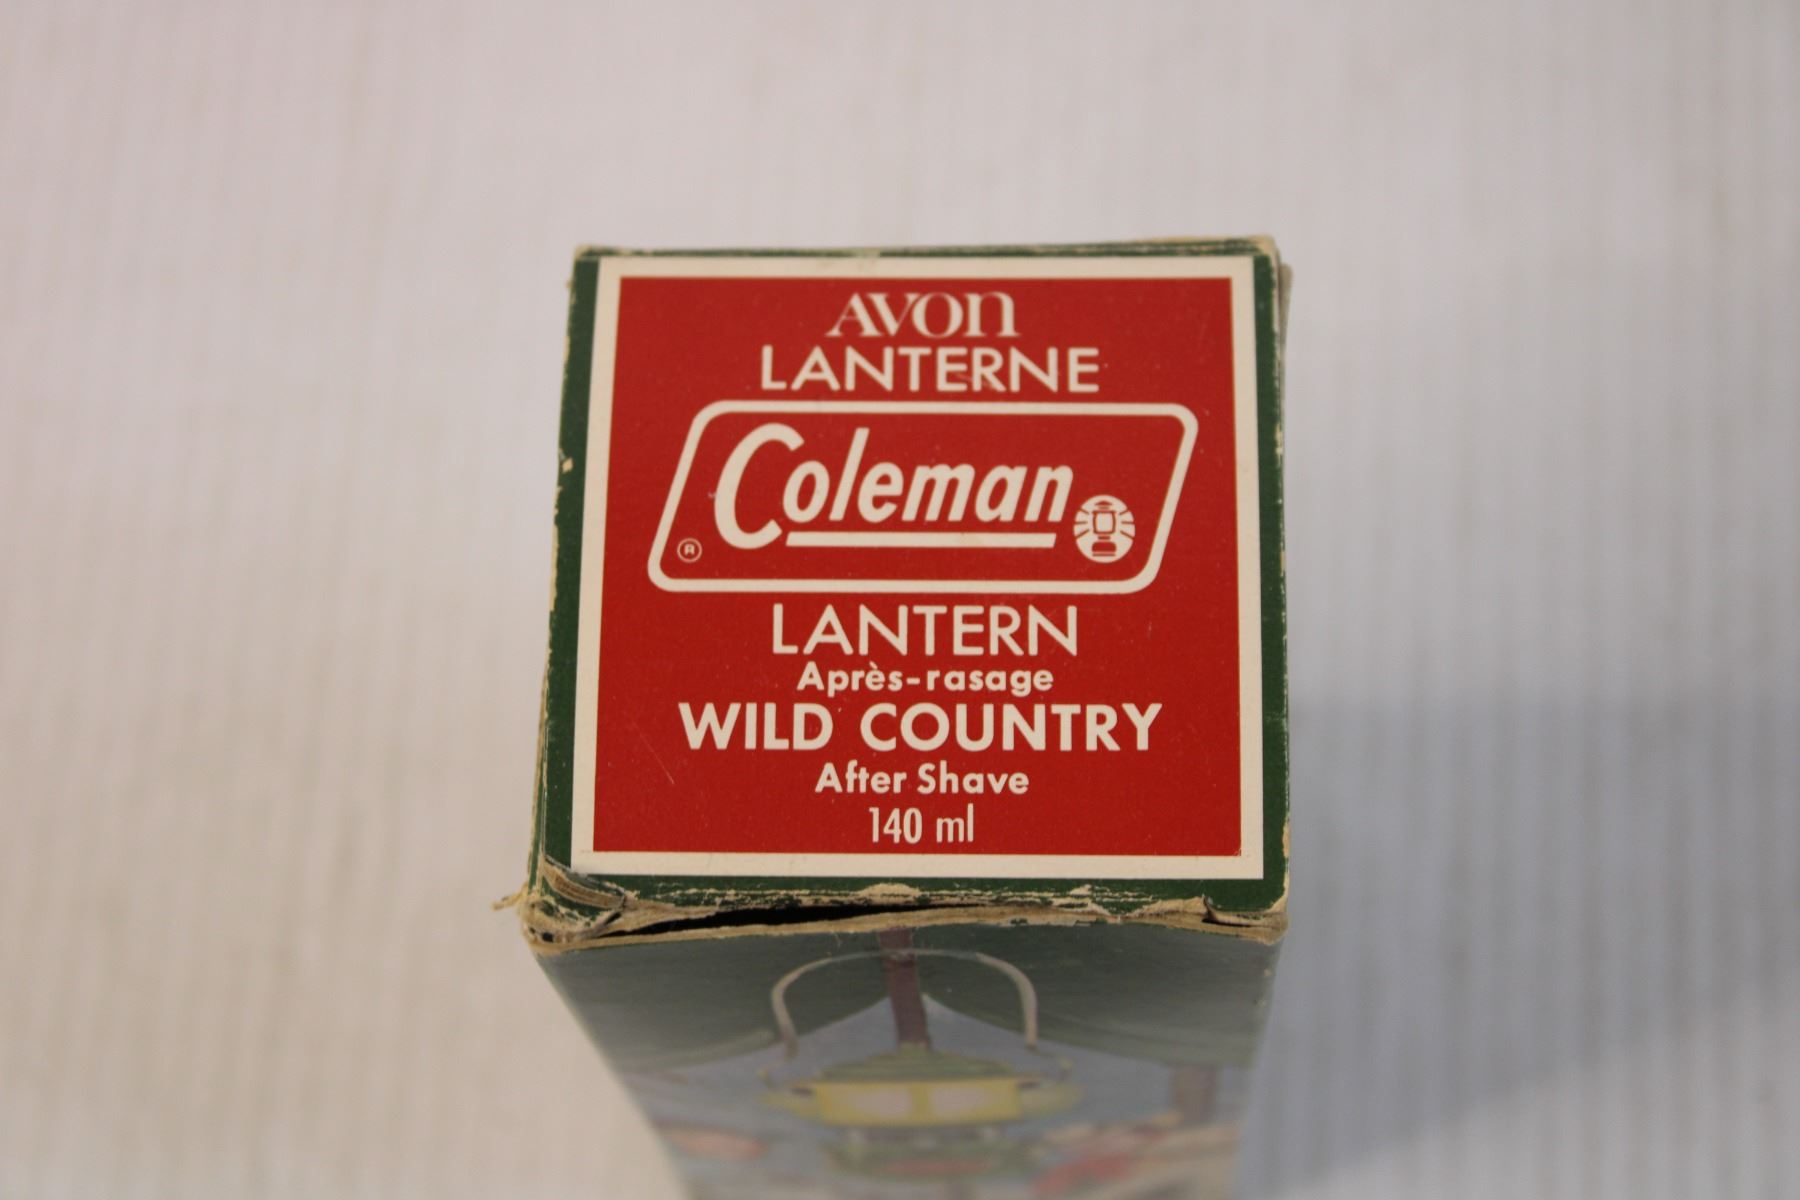 AVON
LANTERNE
Coleman
®
LANTERN
Après-rasage
WILD COUNTRY
After Shave
140 ml